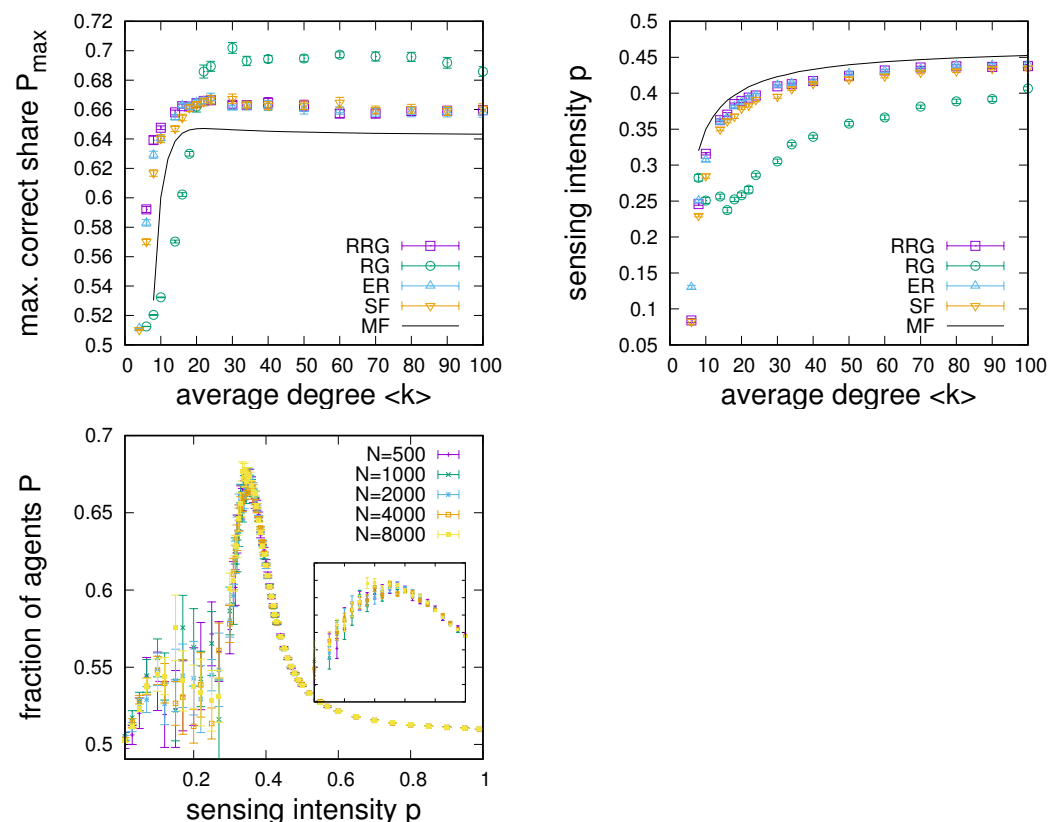 0.72
0.7
0.68
0.66
0.64
0.62
0.6
0.58
0.56
0.54
0.52
0.5
max. correct share P_max
RRG
RG
ER
SF
MF
0 10 20 30 40 50 60 70 80 90 100
average degree <k>
0.45
0.4
0.35
0.3
0.25
0.2
0.15
0.1
0.05
sensing intensity p
RRG
RG
ER
SF
MF
0 10 20 30 40 50 60 70 80 90 100
average degree <k>
0.7
0.65
0.6
0.55
0.5
fraction of agents P
N=500
N=1000
N=2000
N=4000
N=8000
0.2 0.4 0.6 0.8 1
sensing intensity p